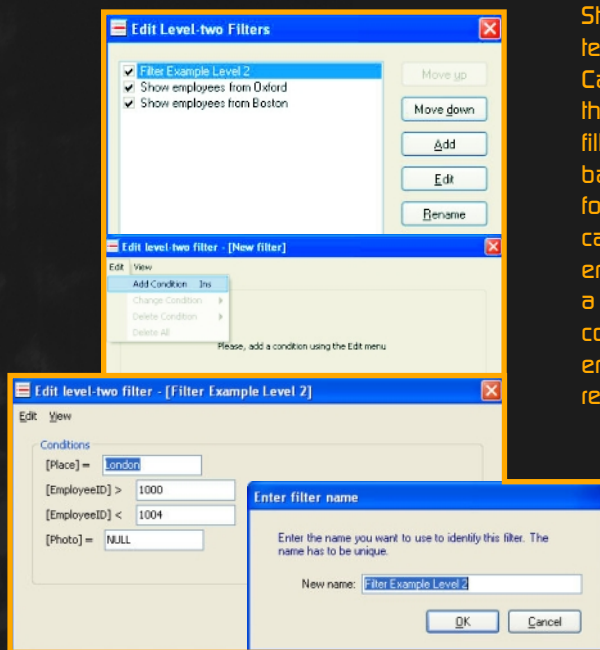 Edit Level-two Filters
Filter Example Level 2
Show employees from Oxford
Show employees from Boston
Move up
Move down
Add
Edit
Rename
Edit level-two filter - [New filter]
Edit View
Add Condition Ins
Change Condition
Delete Condition
Delete All
Please, add a condition using the Edit menu
Edit level-two filter - [Filter Example Level 2]
Edit View
Conditions
[Place] = London
[EmployeeID] > 1000
[EmployeeID] < 1004
[Photo] = NULL
Enter filter name
Enter the name you want to use to identify this filter. The
name has to be unique.
New name: Filter Example Level 2
OK Cancel